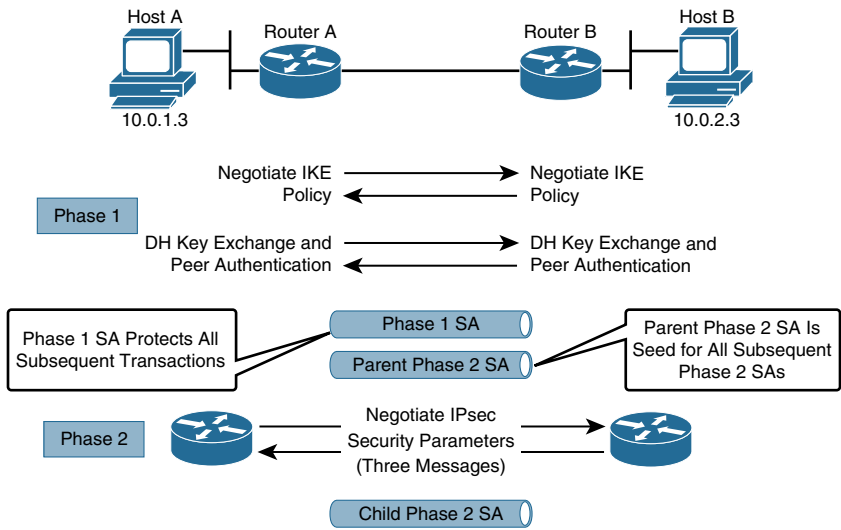 Host A
Router A
Router B
Host B
10.0.1.3
10.0.2.3
Negotiate IKE
Policy
Negotiate IKE
Policy
Phase 1
DH Key Exchange and
Peer Authentication
DH Key Exchange and
Peer Authentication
Phase 1 SA Protects All
Subsequent Transactions
Phase 1 SA
Parent Phase 2 SA
Parent Phase 2 SA Is
Seed for All Subsequent
Phase 2 SAs
Phase 2
Negotiate IPsec
Security Parameters
(Three Messages)
Child Phase 2 SA